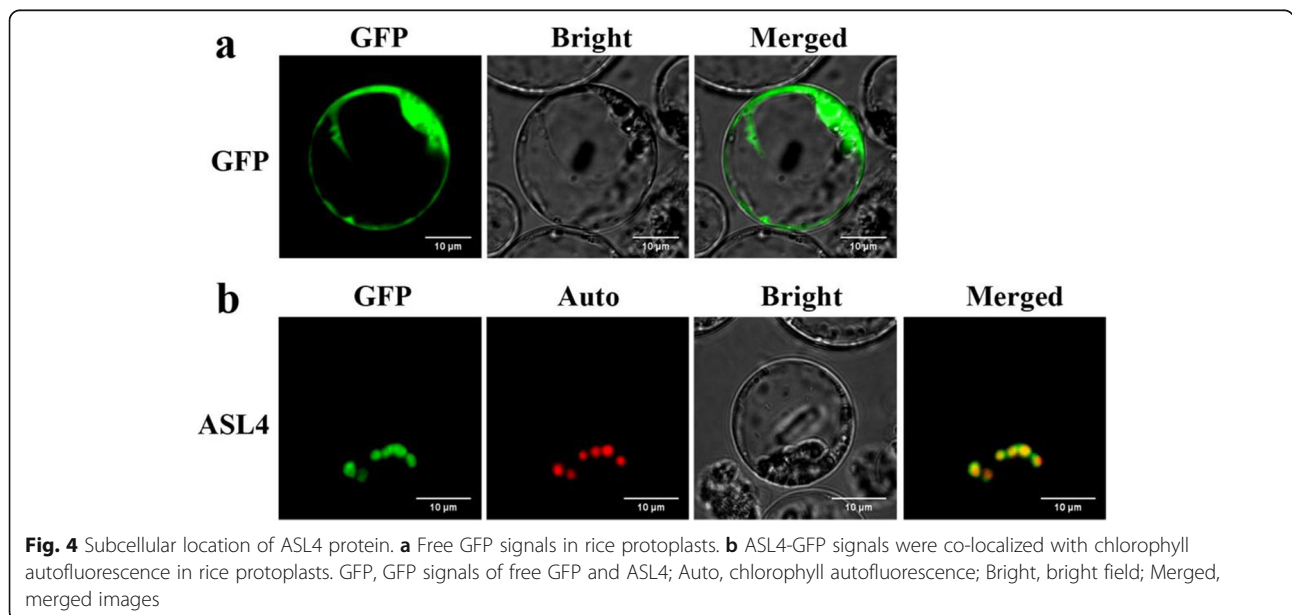 a
GFP Bright Merged
GFP
10 µm 10 µm 10 µm
b
GFP Auto Bright Merged
ASL4
10 µm 10 µm 10 µm 10 µm
Fig. 4 Subcellular location of ASL4 protein. a Free GFP signals in rice protoplasts. b ASL4-GFP signals were co-localized with chlorophyll
autofluorescence in rice protoplasts. GFP, GFP signals of free GFP and ASL4; Auto, chlorophyll autofluorescence; Bright, bright field; Merged,
merged images